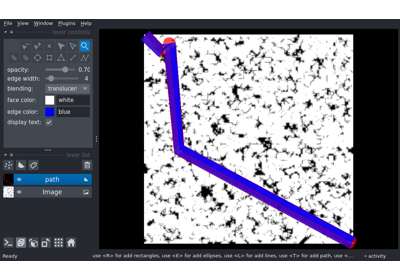 File View Window Plugins Help
layer controls
opacity: 0.70
edge width: 4
blending: translucen
face color: white
edge color: blue
display text:
layer list
path
Image
Ready
use <R> for add rectangles, use <E> for add ellipses, use <L> for add lines, use <T> for add path, use <...
activity